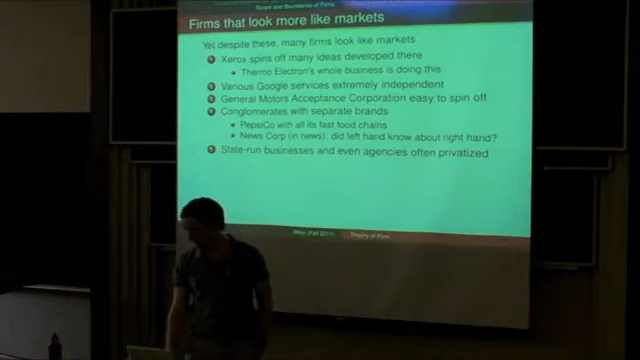 Scope and Boundaries of Firms
Firms that look more like markets
Yet despite these, many firms look like markets
Xerox spins off many ideas developed there
Thermo Electron's whole business is doing this
Various Google services extremely independent
General Motors Acceptance Corporation easy to spin off
Conglomerates with separate brands
PepsiCo with all its fast food chains
News Corp (in news): did left hand know about right hand?
State-run businesses and even agencies often privatized
(Fall 2011) Theory of Firm